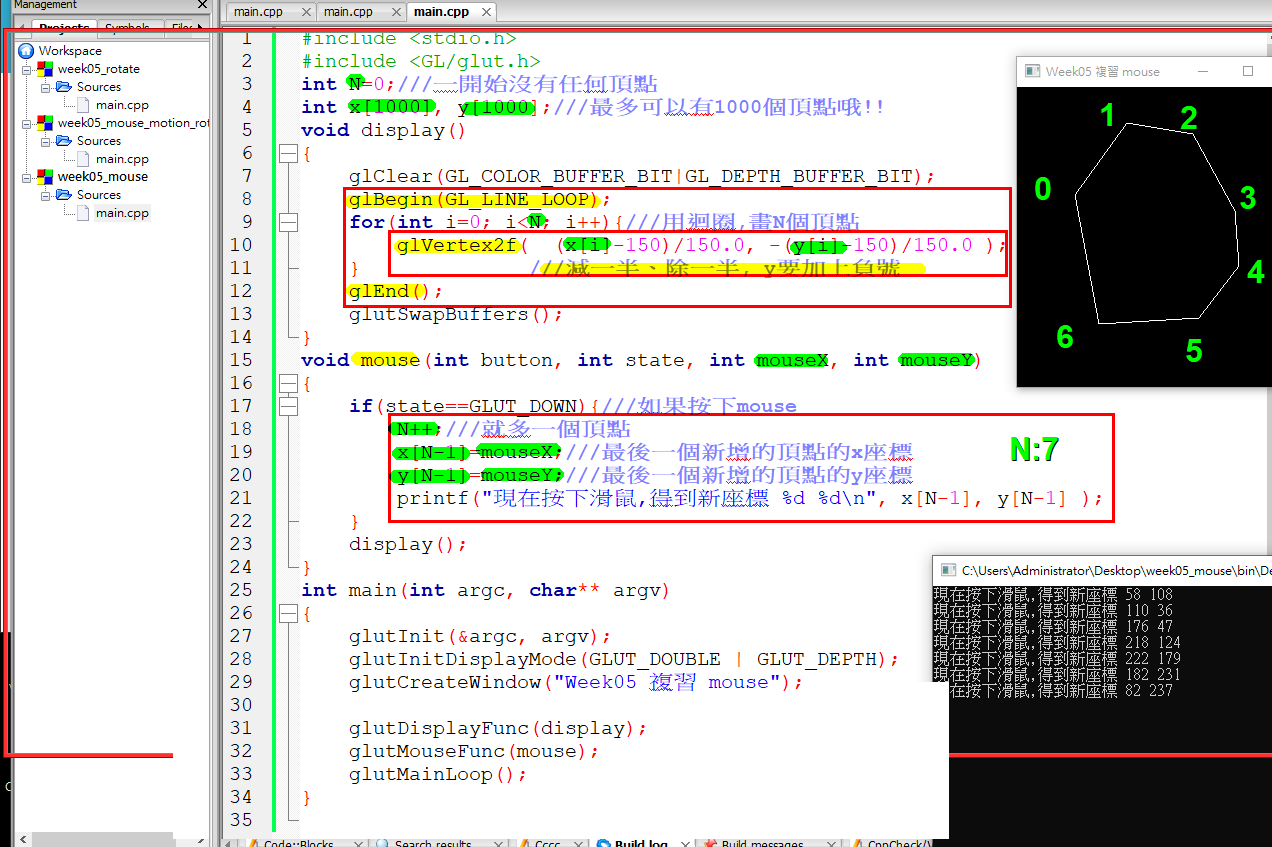 Management
Projects Symbols Files
Workspace
week05_rotate
Sources
main.cpp
week05_mouse_motion_rot
Sources
main.cpp
week05_mouse
Sources
main.cpp
main.cpp main.cpp main.cpp
1 #include <stdio.h>
2 #include <GL/glut.h>
3 int N=0;///一開始沒有任何頂點
4 int x[1000], y[1000];///最多可以有1000個頂點哦!!
5 void display()
6 {
7 glClear(GL_COLOR_BUFFER_BIT|GL_DEPTH_BUFFER_BIT);
8 glBegin(GL_LINE_LOOP);
9 for(int i=0; i<N; i++){///用迴圈,畫N個頂點
10 glVertex2f( (x[i]-150)/150.0, -(y[i]-150)/150.0 );
11 } ///減一半、除一半, y要加上負號
12 glEnd();
13 glutSwapBuffers();
14 }
15 void mouse(int button, int state, int mouseX, int mouseY)
16 {
17 if(state==GLUT_DOWN){///如果按下mouse
18 N++;///就多一個頂點
19 x[N-1]=mouseX;///最後一個新增的頂點的x座標
20 y[N-1]=mouseY;///最後一個新增的頂點的y座標
21 printf("現在按下滑鼠,得到新座標 %d %d\n", x[N-1], y[N-1] );
22 }
23 display();
24 }
25 int main(int argc, char** argv)
26 {
27 glutInit(&argc, argv);
28 glutInitDisplayMode(GLUT_DOUBLE | GLUT_DEPTH);
29 glutCreateWindow("Week05 複習 mouse");
30
31 glutDisplayFunc(display);
32 glutMouseFunc(mouse);
33 glutMainLoop();
34 }
35
Week05 複習 mouse
1
2
0
3
4
6
5
N:7
C:\Users\Administrator\Desktop\week05_mouse\bin\De
現在按下滑鼠,得到新座標 58 108
現在按下滑鼠,得到新座標 110 36
現在按下滑鼠,得到新座標 176 47
現在按下滑鼠,得到新座標 218 124
現在按下滑鼠,得到新座標 222 179
現在按下滑鼠,得到新座標 182 231
在按下滑鼠,得到新座標 82 237
Code::Blocks Search results Cccc Build log Build messages CppCheck/V